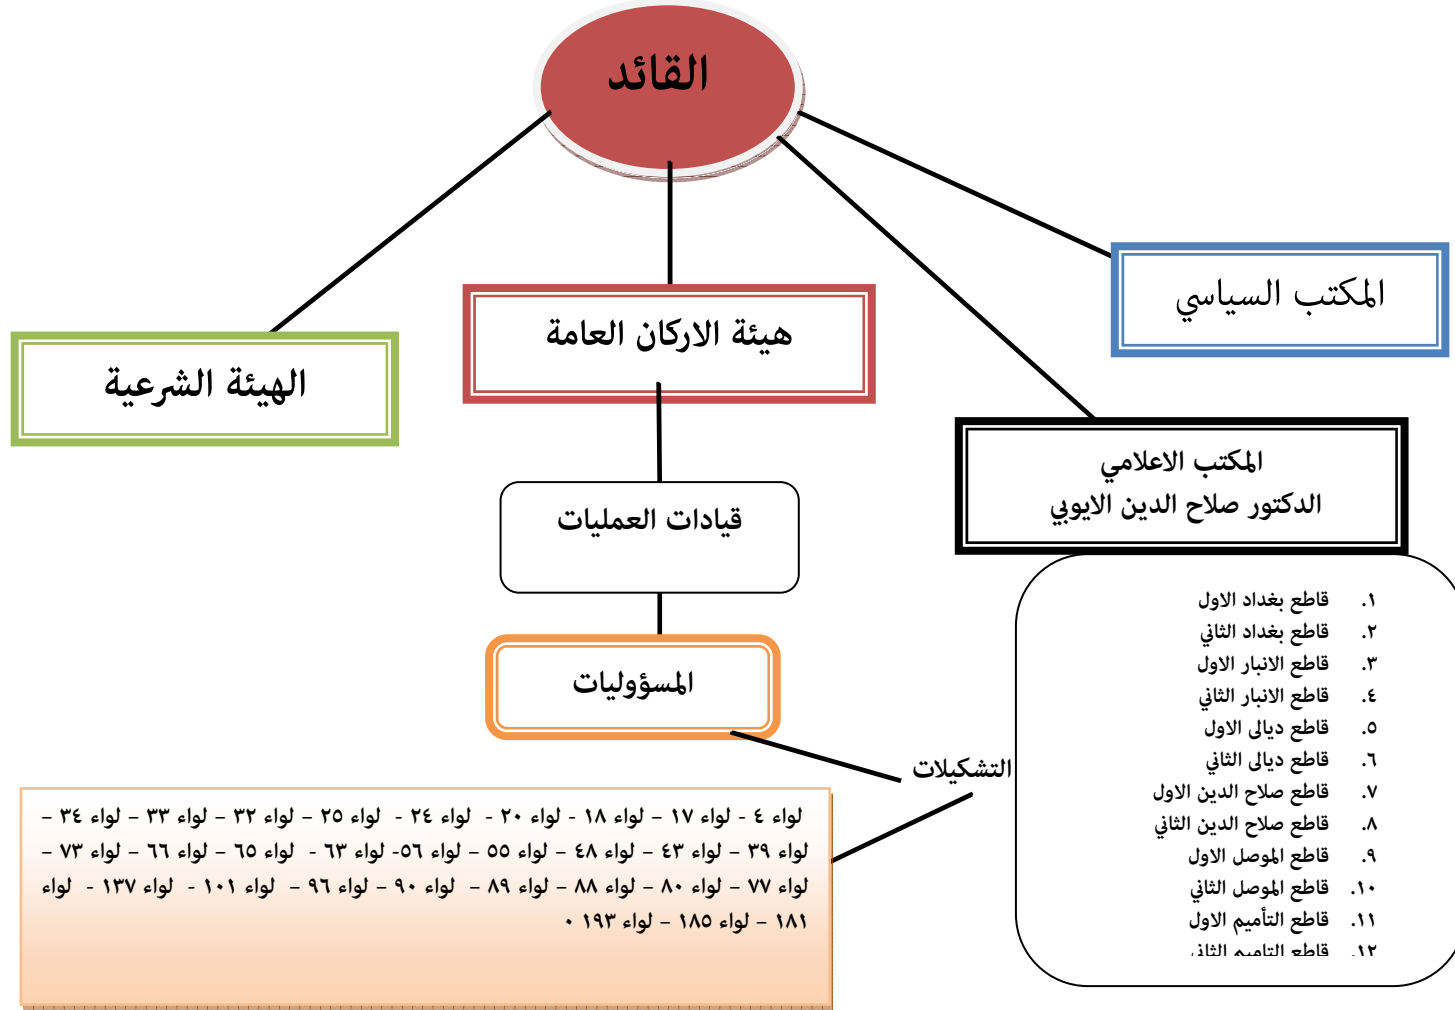 القائد
المكتب السياسي
هيئة الاركان العامة
الهيئة الشرعية
المكتب الاعلامي
الدكتور صلاح الدين الايوبي
قيادات العمليات
المسؤوليات
التشكيلات
١. قاطع بغداد الاول
٢. قاطع بغداد الثاني
٣. قاطع الانبار الاول
٤. قاطع الانبار الثاني
٥. قاطع ديالى الاول
٦. قاطع ديالى الثاني
٧. قاطع صلاح الدين الاول
٨. قاطع صلاح الدين الثاني
٩. قاطع الموصل الاول
١٠. قاطع الموصل الثاني
١١. قاطع التأميم الاول
١٢. قاطع التاميم الثاني
لواء ٤ - لواء ١٧ – لواء ١٨ - لواء ٢٠ - لواء ٢٤ - لواء ٢٥ – لواء ٣٢ – لواء ٣٣ – لواء ٣٤ –
لواء ٣٩ – لواء ٤٣ – لواء ٤٨ – لواء ٥٥ – لواء ٥٦- لواء ٦٣ - لواء ٦٥ – لواء ٦٦ – لواء ٧٣ –
لواء ٧٧ – لواء ٨٠ – لواء ٨٨ – لواء ٨٩ – لواء ٩٠ – لواء ٩٦ – لواء ١٠١ - لواء ١٣٧ - لواء
١٨١ – لواء ١٨٥ – لواء ١٩٣ ٠